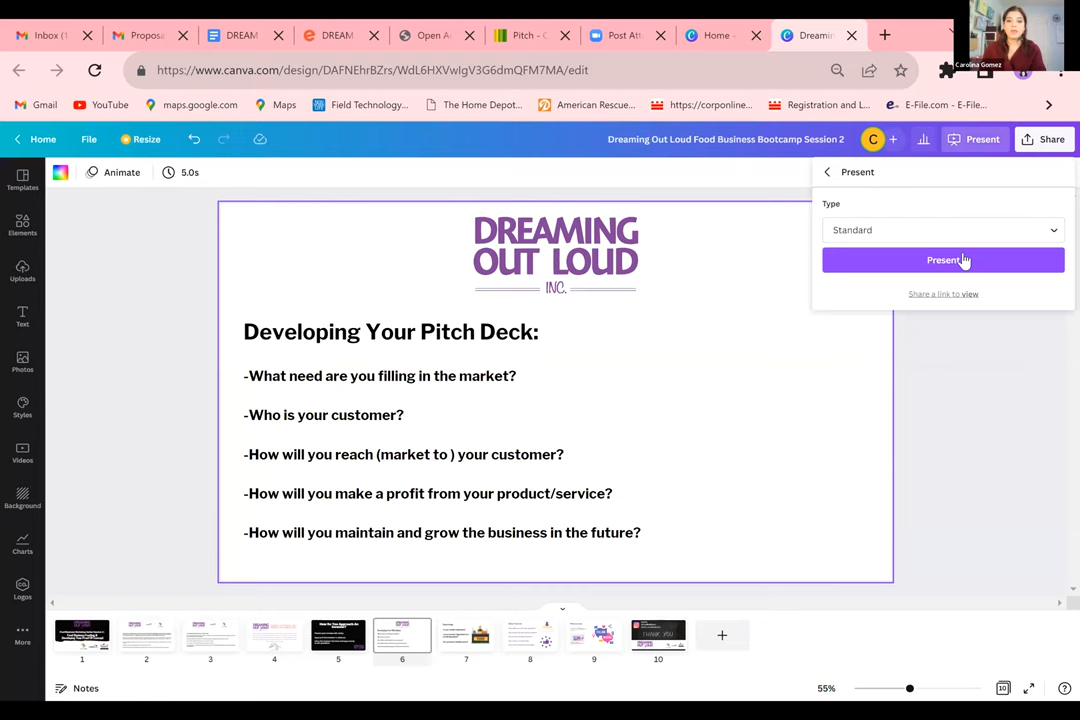 Inbox (1
Proposa
DREAM
DREAM
Open A
Pitch - C
Post Att
Home -
Dreamin
Carolina Gomez
https://www.canva.com/design/DAFNEhrBZrs/WdL6HXVwIgV3G6dmQFM7MA/edit
Gmail
YouTube
maps.google.com
Maps
Field Technology...
The Home Depot...
American Rescue...
https://corponline...
Registration and L...
E-File.com - E-File...
Home
File
Resize
Dreaming Out Loud Food Business Bootcamp Session 2
C
Present
Share
Animate
5.0s
Present
Type
Standard
Present
Share a link to view
Templates
Elements
Uploads
Text
Photos
Styles
Videos
Background
Charts
Logos
More
DREAMING
OUT LOUD
INC.
Developing Your Pitch Deck:
-What need are you filling in the market?
-Who is your customer?
-How will you reach (market to ) your customer?
-How will you make a profit from your product/service?
-How will you maintain and grow the business in the future?
THANK YOU
1
2
3
4
5
6
7
8
9
10
Notes
55%
10